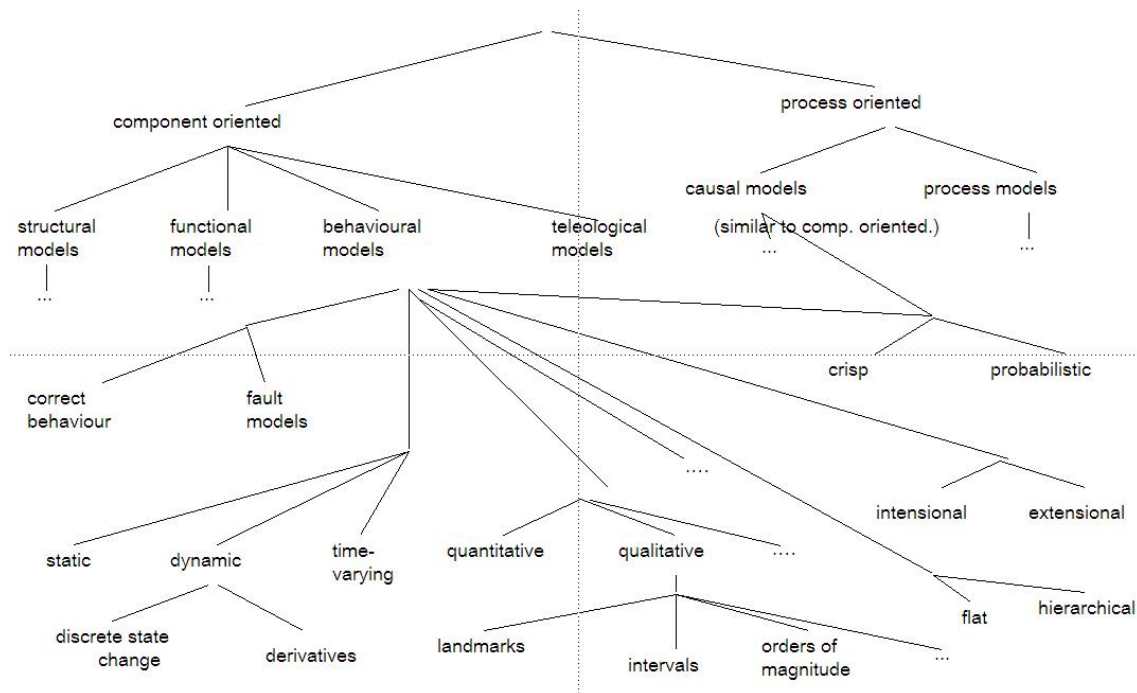 component oriented
process oriented
structural
models
functional
models
behavioural
models
teleological
models
causal models
(similar to comp. oriented.)
process models
...
...
...
...
crisp
probabilistic
correct
behaviour
fault
models
....
intensional
extensional
static
dynamic
time-
varying
quantitative
qualitative
....
flat
hierarchical
discrete state
change
derivatives
landmarks
intervals
orders of
magnitude
...